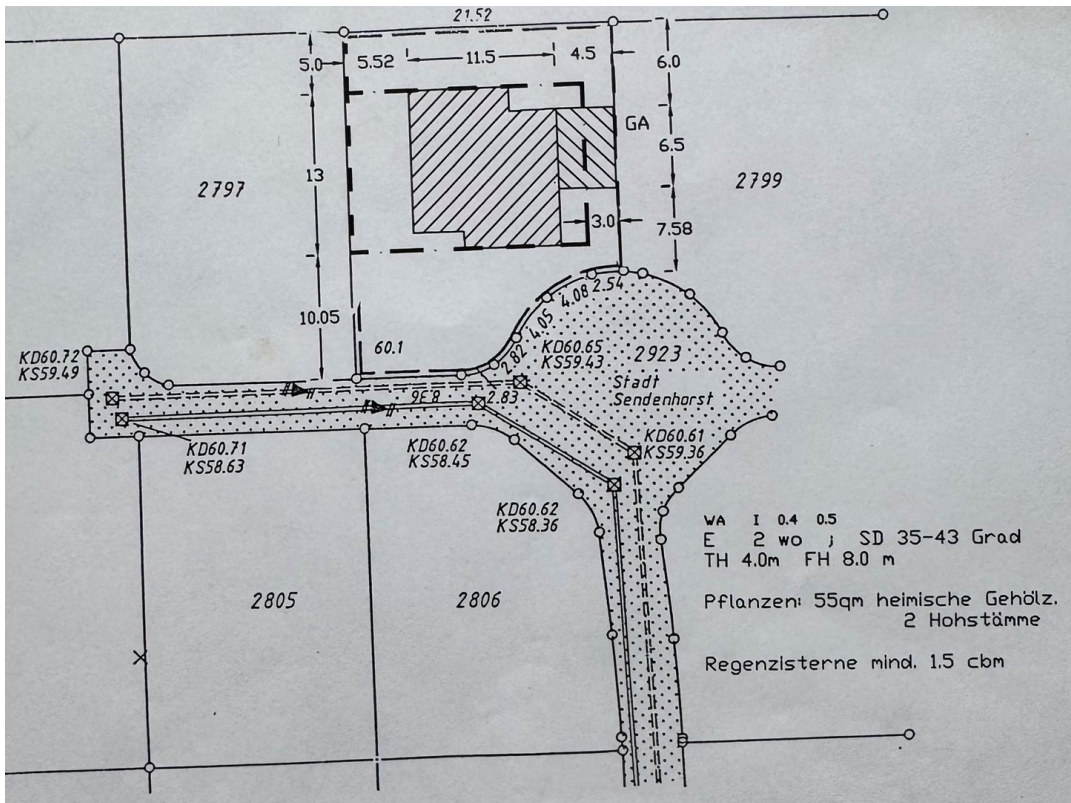 21.52
5.0
5.52
11.5
4.5
6.0
GA
6.5
13
2797
2799
3.0
7.58
10.05
2.54
4.08
4.05
2.82
60.1
KD60.72
KS59.49
KD60.65
KS59.43
2923
Stadt
Sendenhorst
2.83
KD60.71
KS58.63
KD60.62
KS58.45
KD60.61
KS59.36
KD60.62
KS58.36
WA I 0.4 0.5
E 2 WO ; SD 35-43 Grad
TH 4.0m FH 8.0 m
Pflanzen: 55qm heimische Gehölz.
2 Hohstämme
Regenzisterne mind. 1.5 cbm
2805
2806